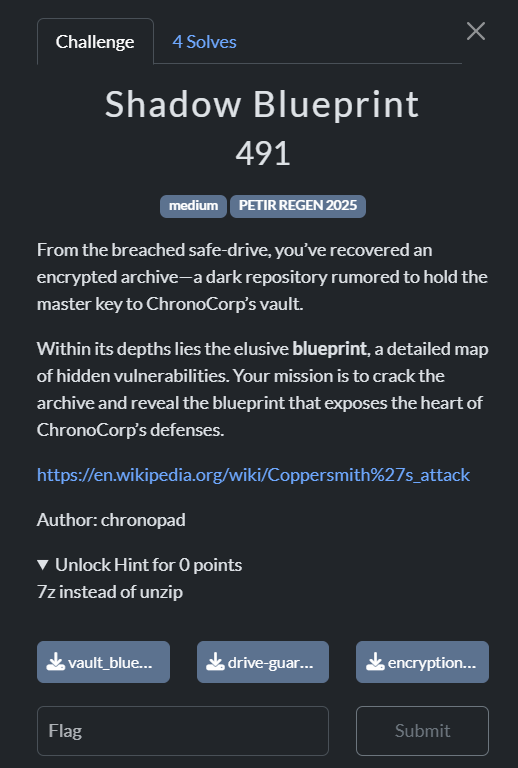 Challenge
4 Solves
Shadow Blueprint
491
medium
PETIR REGEN 2025
From the breached safe-drive, you've recovered an
encrypted archive—a dark repository rumored to hold the
master key to ChronoCorp's vault.
Within its depths lies the elusive blueprint, a detailed map
of hidden vulnerabilities. Your mission is to crack the
archive and reveal the blueprint that exposes the heart of
ChronoCorp's defenses.
https://en.wikipedia.org/wiki/Coppersmith%27s_attack
Author: chronopad
▼ Unlock Hint for 0 points
7z instead of unzip
vault_blue...
drive-guar...
encryption...
Flag
Submit